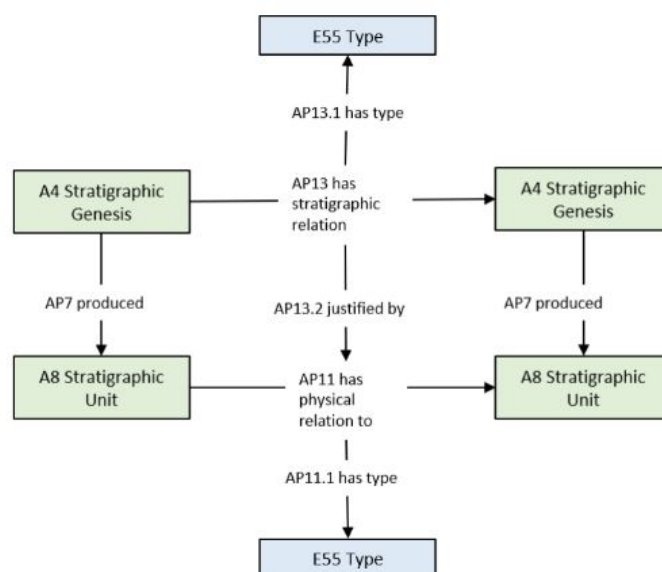 E55 Type
AP13.1 has type
A4 Stratigraphic
Genesis
AP13 has
stratigraphic
relation
A4 Stratigraphic
Genesis
AP7 produced
AP13.2 justified by
AP7 produced
A8 Stratigraphic
Unit
AP11 has
physical
relation to
A8 Stratigraphic
Unit
AP11.1 has type
E55 Type